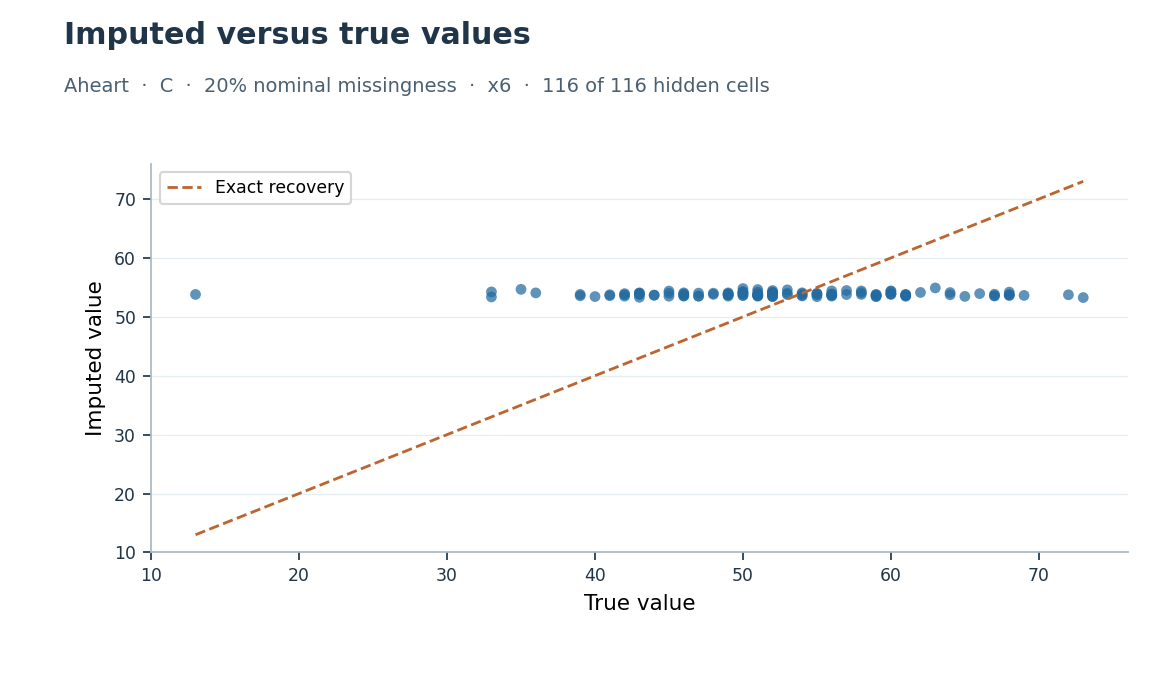 Imputed versus true values
Aheart · C · 20% nominal missingness · x6 · 116 of 116 hidden cells
Exact recovery
70
60
50
40
30
20
10
Imputed value
10 20 30 40 50 60 70
True value